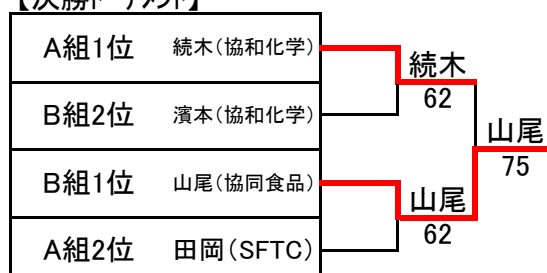 【決勝トーナメント】
A組1位 続木(協和化学)
B組2位 濱本(協和化学)
B組1位 山尾(協同食品)
A組2位 田岡(SFTC)
続木
62
山尾
62
山尾
75